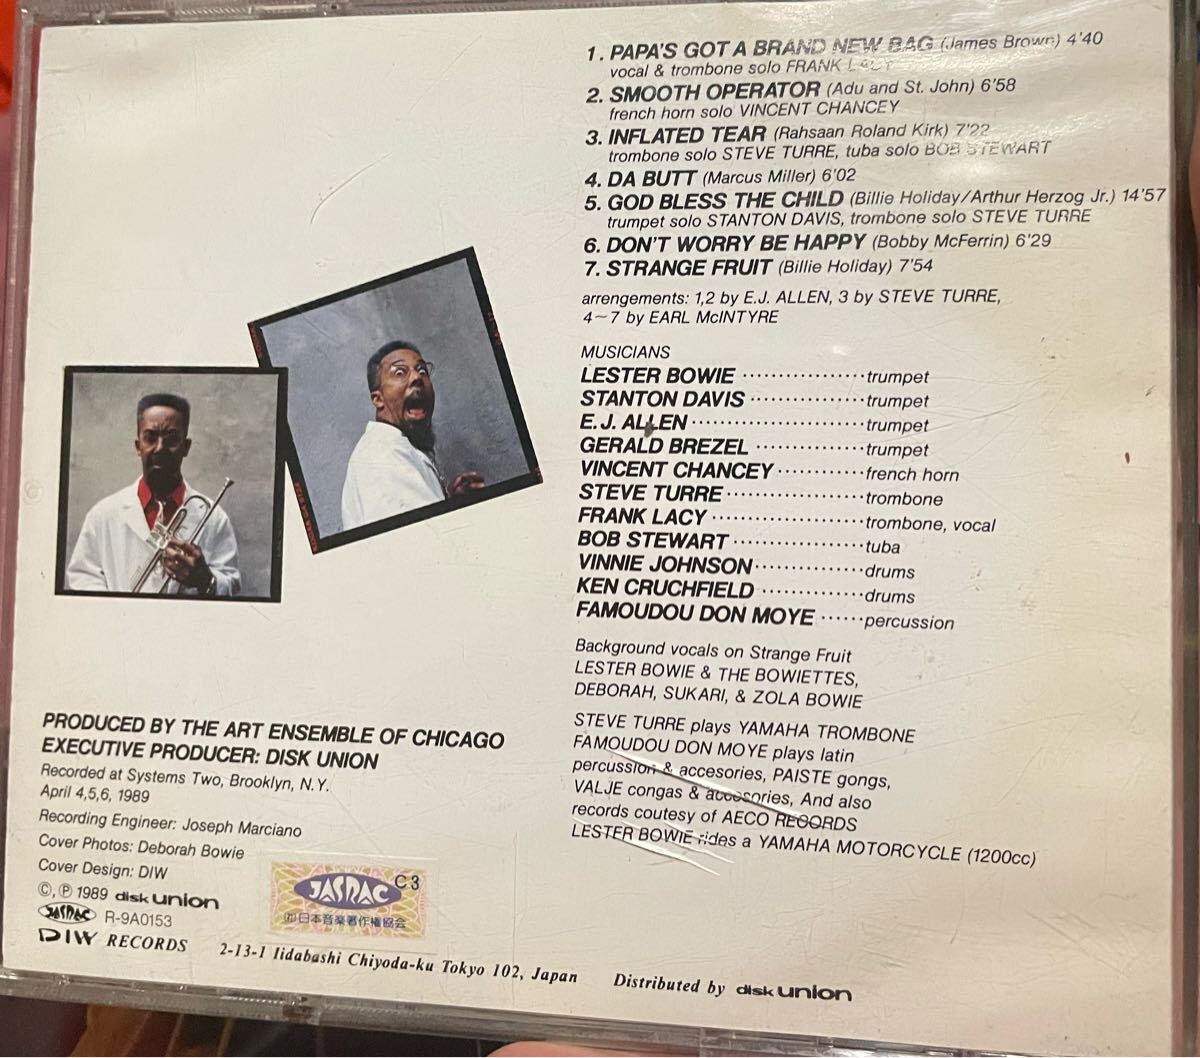 1. PAPA'S GOT A BRAND NEW BAG (James Brown) 4'40
vocal & trombone solo FRANK LACY
2. SMOOTH OPERATOR (Adu and St. John) 6'58
french horn solo VINCENT CHANCEY
3. INFLATED TEAR (Rahsaan Roland Kirk) 7'22
trombone solo STEVE TURRE, tuba solo BOB STEWART
4. DA BUTT (Marcus Miller) 6'02
5. GOD BLESS THE CHILD (Billie Holiday/Arthur Herzog Jr.) 14'57
trumpet solo STANTON DAVIS, trombone solo STEVE TURRE
6. DON'T WORRY BE HAPPY (Bobby McFerrin) 6'29
7. STRANGE FRUIT (Billie Holiday) 7'54
arrangements: 1,2 by E.J. ALLEN, 3 by STEVE TURRE,
4~7 by EARL McINTYRE
MUSICIANS
LESTER BOWIE ·················trumpet
STANTON DAVIS ················trumpet
E.J. ALLEN ························trumpet
GERALD BREZEL ···············trumpet
VINCENT CHANCEY ············french horn
STEVE TURRE ···················trombone
FRANK LACY ·····················trombone, vocal
BOB STEWART ··················tuba
VINNIE JOHNSON ···············drums
KEN CRUCHFIELD ··············drums
FAMOUDOU DON MOYE ······percussion
Background vocals on Strange Fruit
LESTER BOWIE & THE BOWIETTES,
DEBORAH, SUKARI, & ZOLA BOWIE
STEVE TURRE plays YAMAHA TROMBONE
FAMOUDOU DON MOYE plays latin
percussion & accesories, PAISTE gongs,
VALJE congas & accesories, And also
records coutesy of AECO RECORDS
LESTER BOWIE rides a YAMAHA MOTORCYCLE (1200cc)
PRODUCED BY THE ART ENSEMBLE OF CHICAGO
EXECUTIVE PRODUCER: DISK UNION
Recorded at Systems Two, Brooklyn, N.Y.
April 4,5,6, 1989
Recording Engineer: Joseph Marciano
Cover Photos: Deborah Bowie
Cover Design: DIW
©,℗ 1989 disk union
JASRAC R-9A0153
JASRAC C3
㈳日本音楽著作権協会
DIW RECORDS 2-13-1 Iidabashi Chiyoda-ku Tokyo 102, Japan Distributed by disk union